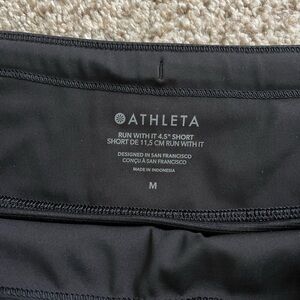 ATHLETA
RUN WITH IT 4.5" SHORT
SHORT DE 11,5 CM RUN WITH IT
DESIGNED IN SAN FRANCISCO
CONÇU À SAN FRANCISCO
MADE IN INDONESIA
M